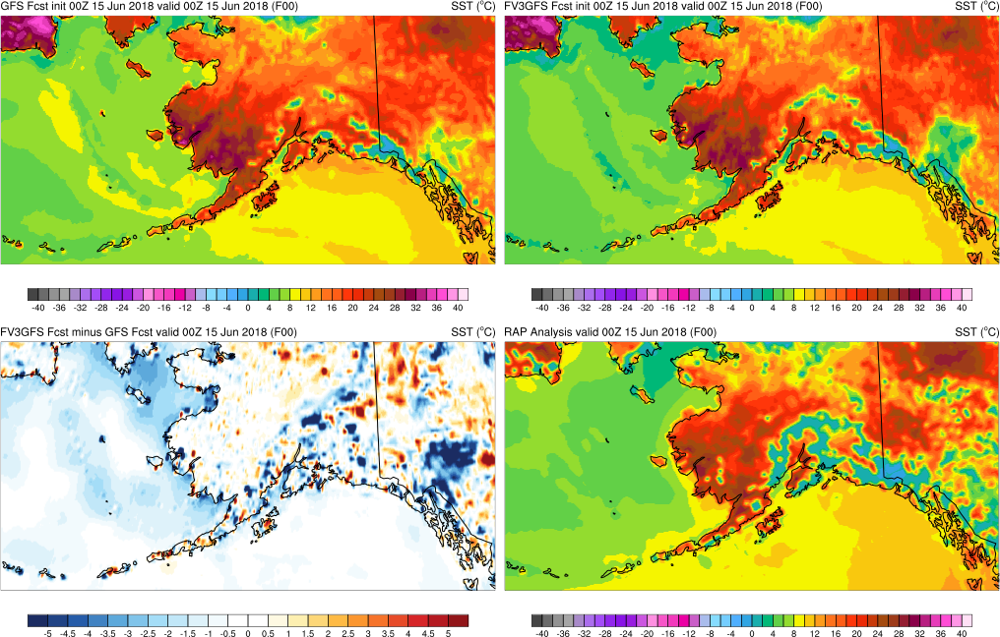 GFS Fcst init 00Z 15 Jun 2018 valid 00Z 15 Jun 2018 (F00) SST (°C)
FV3GFS Fcst init 00Z 15 Jun 2018 valid 00Z 15 Jun 2018 (F00) SST (°C)
-40 -36 -32 -28 -24 -20 -16 -12 -8 -4 0 4 8 12 16 20 24 28 32 36 40
-40 -36 -32 -28 -24 -20 -16 -12 -8 -4 0 4 8 12 16 20 24 28 32 36 40
FV3GFS Fcst minus GFS Fcst valid 00Z 15 Jun 2018 (F00) SST (°C)
RAP Analysis valid 00Z 15 Jun 2018 (F00) SST (°C)
-5 -4.5 -4 -3.5 -3 -2.5 -2 -1.5 -1 -0.5 0 0.5 1 1.5 2 2.5 3 3.5 4 4.5 5
-40 -36 -32 -28 -24 -20 -16 -12 -8 -4 0 4 8 12 16 20 24 28 32 36 40